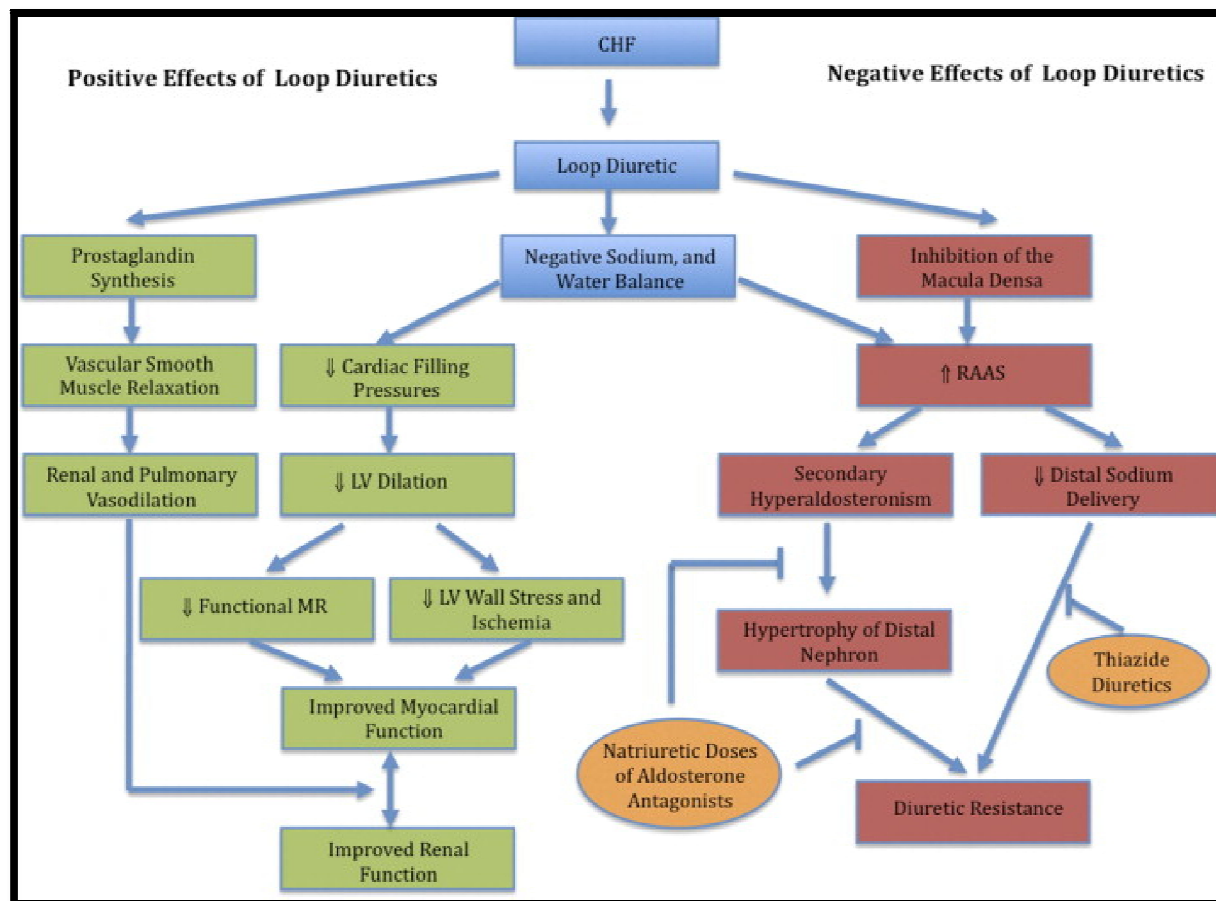 CHF
Positive Effects of Loop Diuretics
Negative Effects of Loop Diuretics
Loop Diuretic
Prostaglandin
Synthesis
Negative Sodium, and
Water Balance
Inhibition of the
Macula Densa
Vascular Smooth
Muscle Relaxation
⇓ Cardiac Filling
Pressures
⇑ RAAS
Renal and Pulmonary
Vasodilation
⇓ LV Dilation
Secondary
Hyperaldosteronism
⇓ Distal Sodium
Delivery
⇓ Functional MR
⇓ LV Wall Stress and
Ischemia
Hypertrophy of Distal
Nephron
Thiazide
Diuretics
Improved Myocardial
Function
Natriuretic Doses
of Aldosterone
Antagonists
Diuretic Resistance
Improved Renal
Function